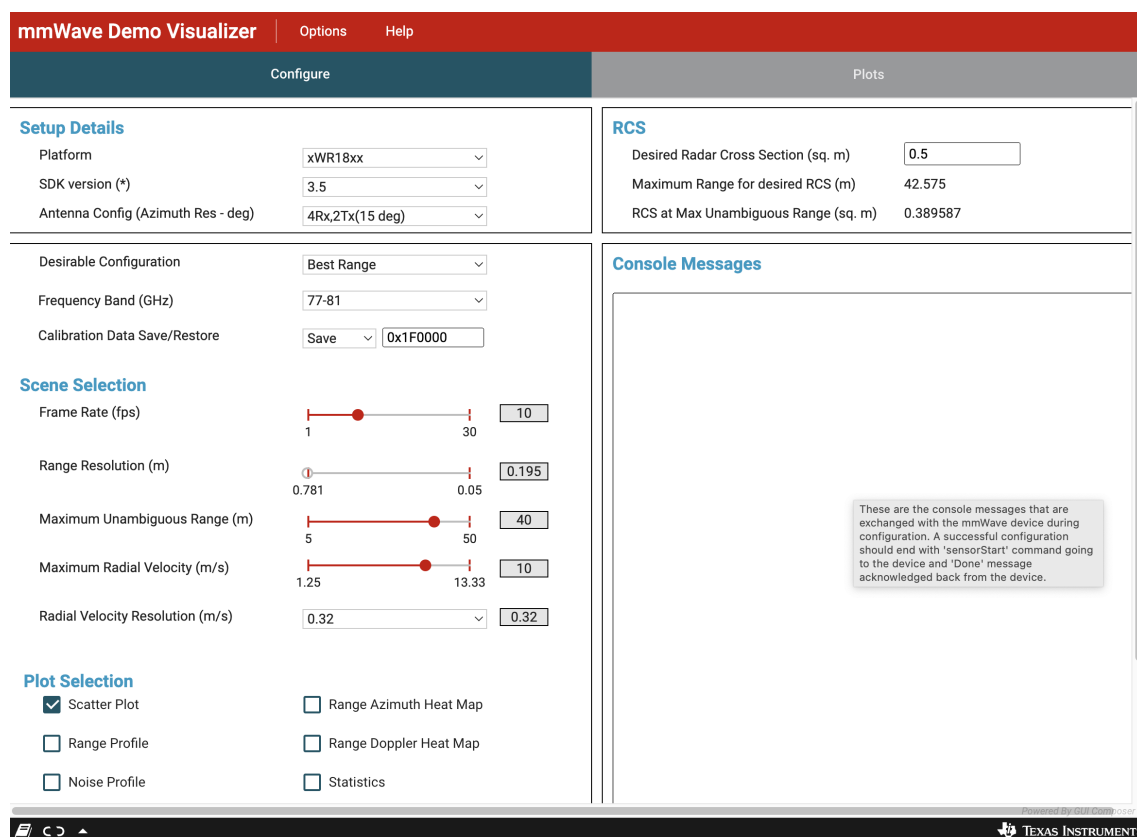 mmWave Demo Visualizer Options Help
Configure Plots
Setup Details
Platform xWR18xx
SDK version (*) 3.5
Antenna Config (Azimuth Res - deg) 4Rx,2Tx(15 deg)
RCS
Desired Radar Cross Section (sq. m) 0.5
Maximum Range for desired RCS (m) 42.575
RCS at Max Unambiguous Range (sq. m) 0.389587
Desirable Configuration Best Range
Frequency Band (GHz) 77-81
Calibration Data Save/Restore Save 0x1F0000
Scene Selection
Frame Rate (fps) 10
1 30
Range Resolution (m) 0.195
0.781 0.05
Maximum Unambiguous Range (m) 40
5 50
Maximum Radial Velocity (m/s) 10
1.25 13.33
Radial Velocity Resolution (m/s) 0.32 0.32
Plot Selection
Scatter Plot Range Azimuth Heat Map
Range Profile Range Doppler Heat Map
Noise Profile Statistics
Console Messages
These are the console messages that are
exchanged with the mmWave device during
configuration. A successful configuration
should end with 'sensorStart' command going
to the device and 'Done' message
acknowledged back from the device.
Powered By GUI Composer
TEXAS INSTRUMENT